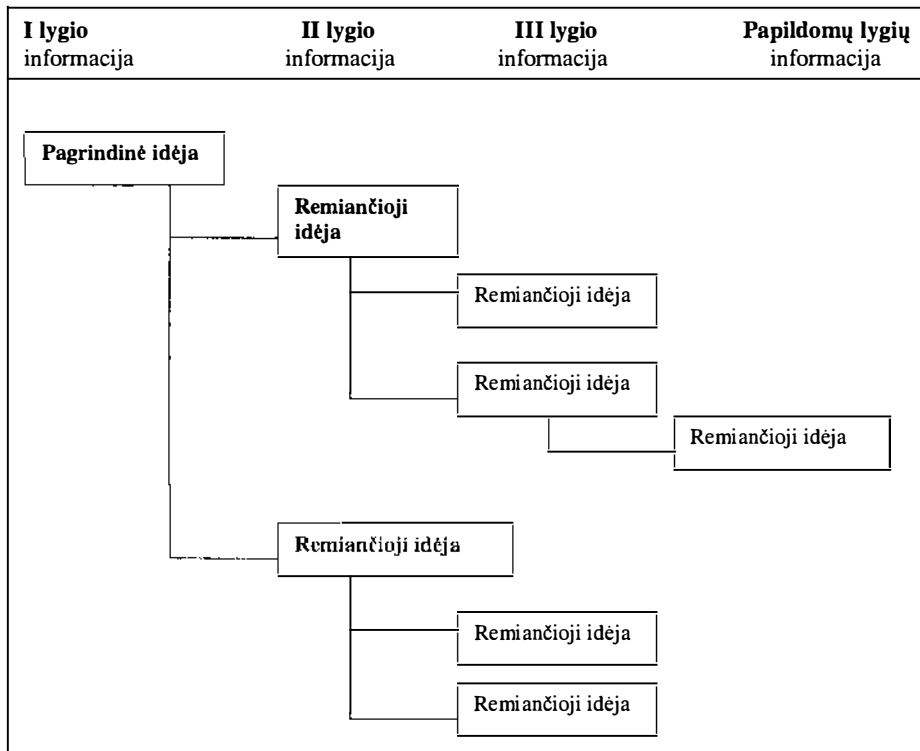 I lygio II lygio III lygio Papildomų lygių
informacija informacija informacija informacija
Pagrindinė idėja
Remiančioji
idėja
Remiančioji idėja
Remiančioji idėja
Remiančioji idėja
Remiančioji idėja
Remiančioji idėja
Remiančioji idėja